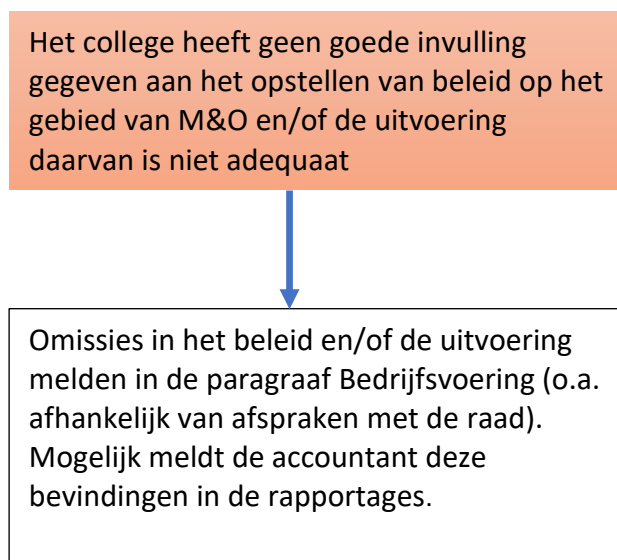 Het college heeft geen goede invulling
gegeven aan het opstellen van beleid op het
gebied van M&O en/of de uitvoering
daarvan is niet adequaat
Omissies in het beleid en/of de uitvoering
melden in de paragraaf Bedrijfsvoering (o.a.
afhankelijk van afspraken met de raad).
Mogelijk meldt de accountant deze
bevindingen in de rapportages.